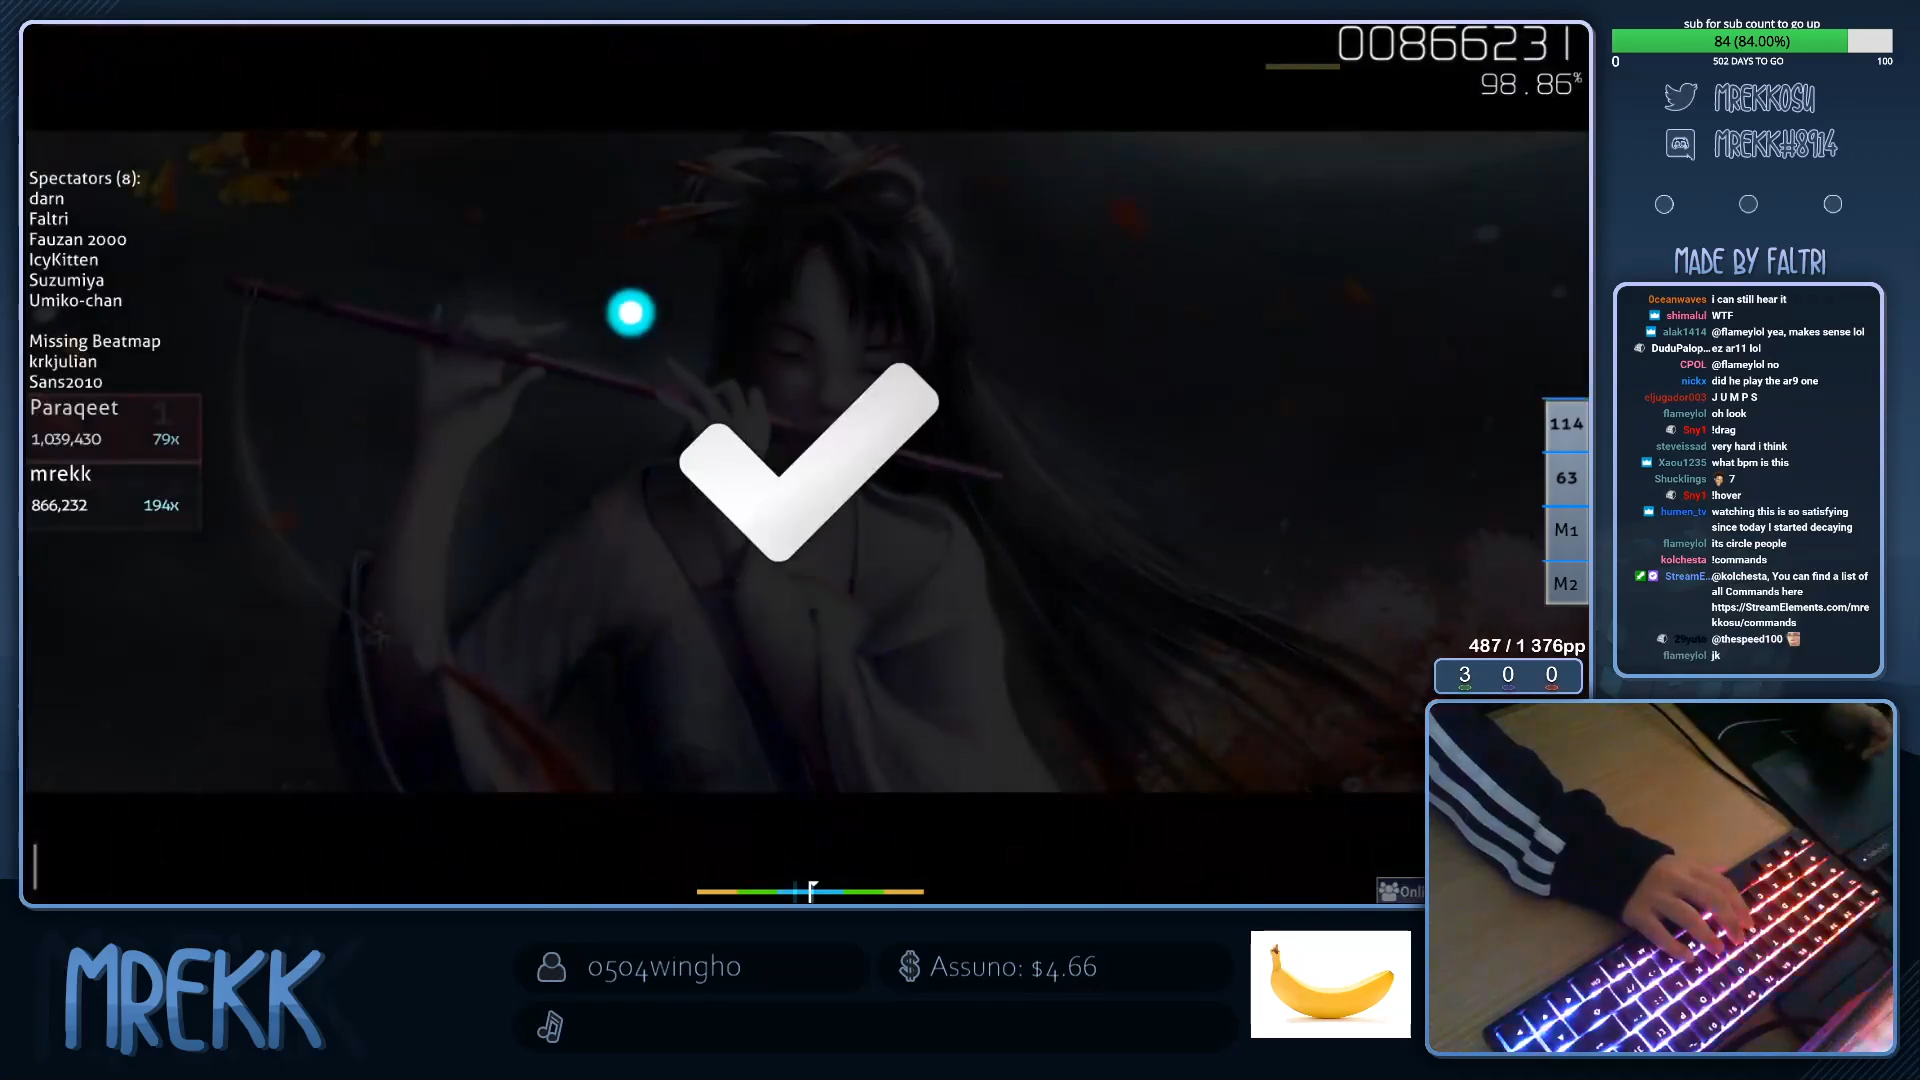 00866231
98.86%
Spectators (8):
darn
Faltri
Fauzan 2000
IcyKitten
Suzumiya
Umiko-chan
Missing Beatmap
krkjulian
Sans2010
Paraqeet 1
1,039,430 79x
mrekk
866,232 194x
114
63
M1
M2
487 / 1 376pp
3 0 0
Onli
sub for sub count to go up
84 (84.00%)
0 502 DAYS TO GO 100
MREKKOSU
MREKK#8914
MADE BY FALTRI
0ceanwaves i can still hear it
shimalul WTF
alak1414 @flameylol yea, makes sense lol
DuduPalop... ez ar11 lol
CPOL @flameylol no
nickx did he play the ar9 one
eljugador003 J U M P S
flameylol oh look
Sny1 !drag
steveissad very hard i think
Xaou1235 what bpm is this
Shucklings 7
Sny1 !hover
humen_tv watching this is so satisfying
since today I started decaying
flameylol its circle people
kolchesta !commands
StreamE... @kolchesta, You can find a list of
all Commands here
https://StreamElements.com/mre
kkosu/commands
29yuto @thespeed100
flameylol jk
MREKK
0504wingho
Assuno: $4.66